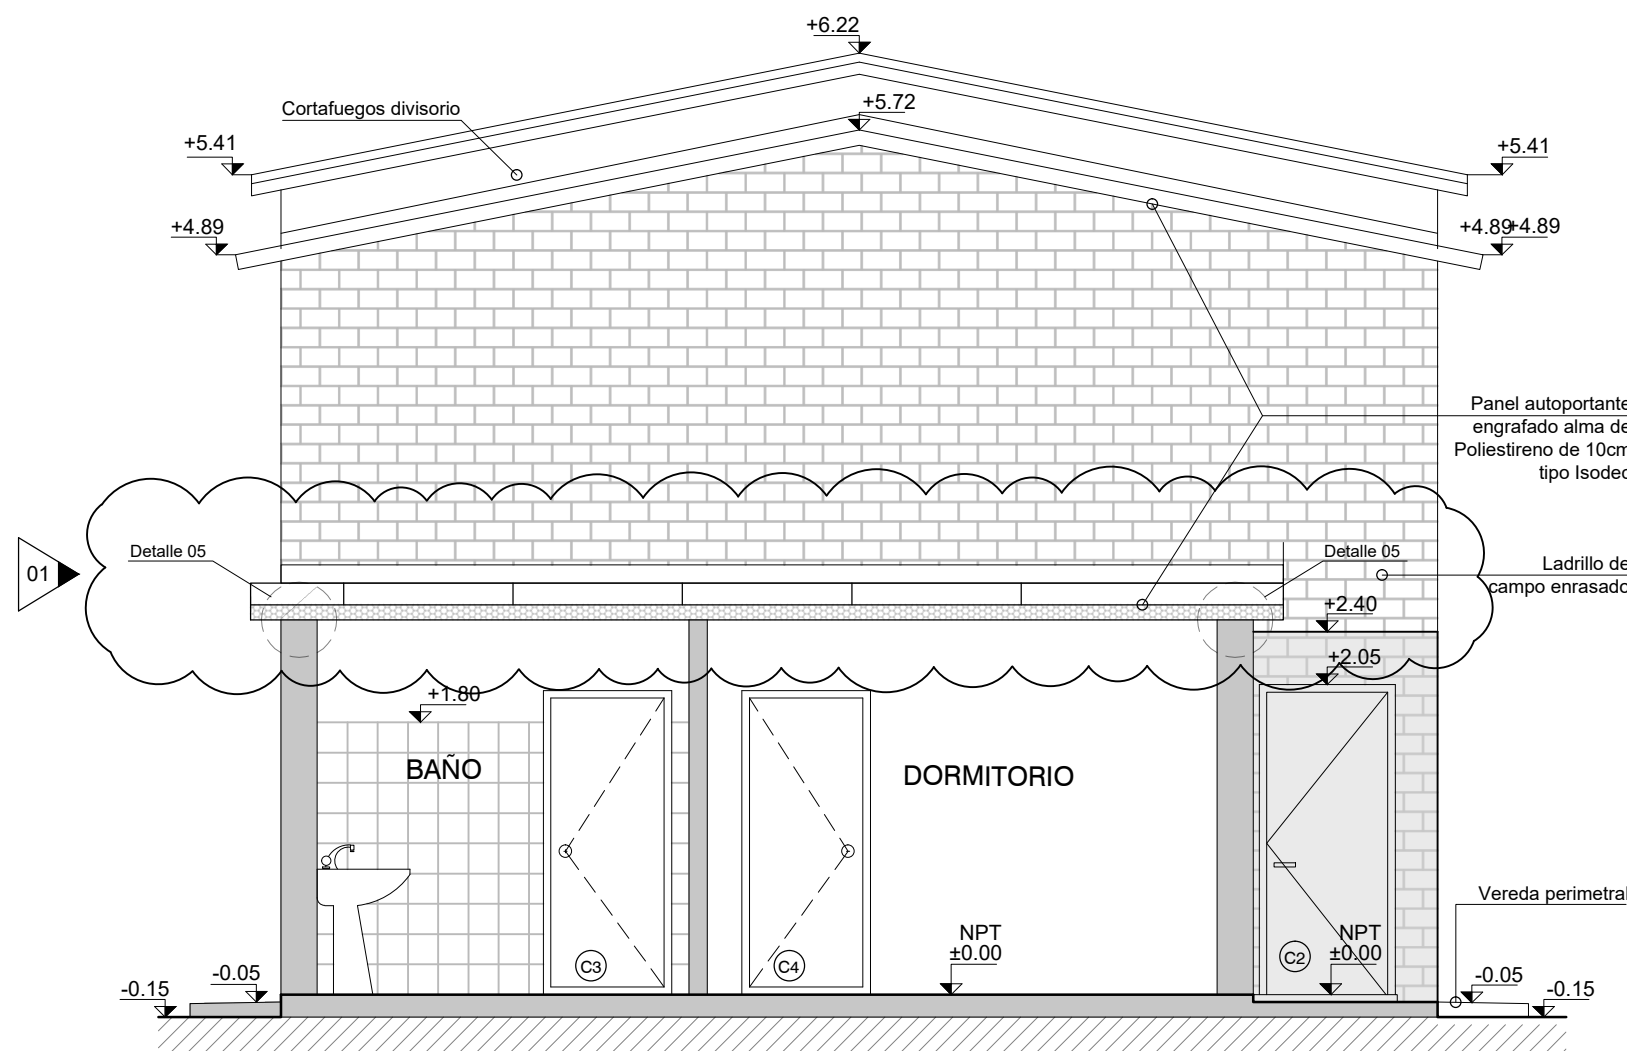 +6.22
Cortafuegos divisorio
+5.72
+5.41
+5.41
+4.89
+4.89
+4.89
Panel autoportante
engrafado alma de
Poliestireno de 10cm
tipo Isodec
Detalle 05
Detalle 05
01
Ladrillo de
campo enrasado
+2.40
+2.05
+1.80
BAÑO
DORMITORIO
Vereda perimetral
NPT
±0.00
NPT
±0.00
C3
C4
C2
-0.05
-0.15
-0.05
-0.15